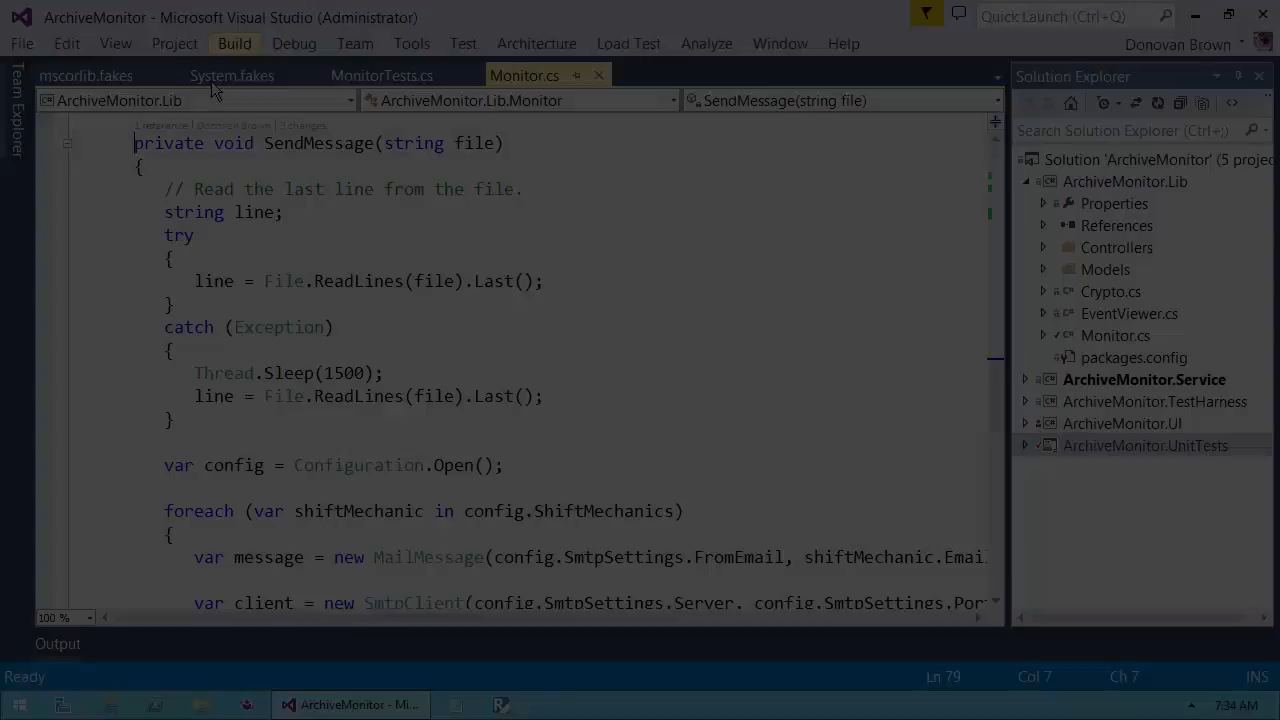 ArchiveMonitor - Microsoft Visual Studio (Administrator)
Quick Launch (Ctrl+Q)
File Edit View Project Build Debug Team Tools Test Architecture Load Test Analyze Window Help
Donovan Brown
Team Explorer
mscorlib.fakes System.fakes MonitorTests.cs Monitor.cs
ArchiveMonitor.Lib ArchiveMonitor.Lib.Monitor SendMessage(string file)
1 reference | Donovan Brown | 3 changes
private void SendMessage(string file)
{
// Read the last line from the file.
string line;
try
{
line = File.ReadLines(file).Last();
}
catch (Exception)
{
Thread.Sleep(1500);
line = File.ReadLines(file).Last();
}
var config = Configuration.Open();
foreach (var shiftMechanic in config.ShiftMechanics)
{
var message = new MailMessage(config.SmtpSettings.FromEmail, shiftMechanic.Emai
var client = new SmtpClient(config.SmtpSettings.Server, config.SmtpSettings.Por
100 %
Solution Explorer
Search Solution Explorer (Ctrl+;)
Solution 'ArchiveMonitor' (5 projec
ArchiveMonitor.Lib
Properties
References
Controllers
Models
Crypto.cs
EventViewer.cs
Monitor.cs
packages.config
ArchiveMonitor.Service
ArchiveMonitor.TestHarness
ArchiveMonitor.UI
ArchiveMonitor.UnitTests
Output
Ready Ln 79 Col 7 Ch 7 INS
ArchiveMonitor - Mi... 7:34 AM